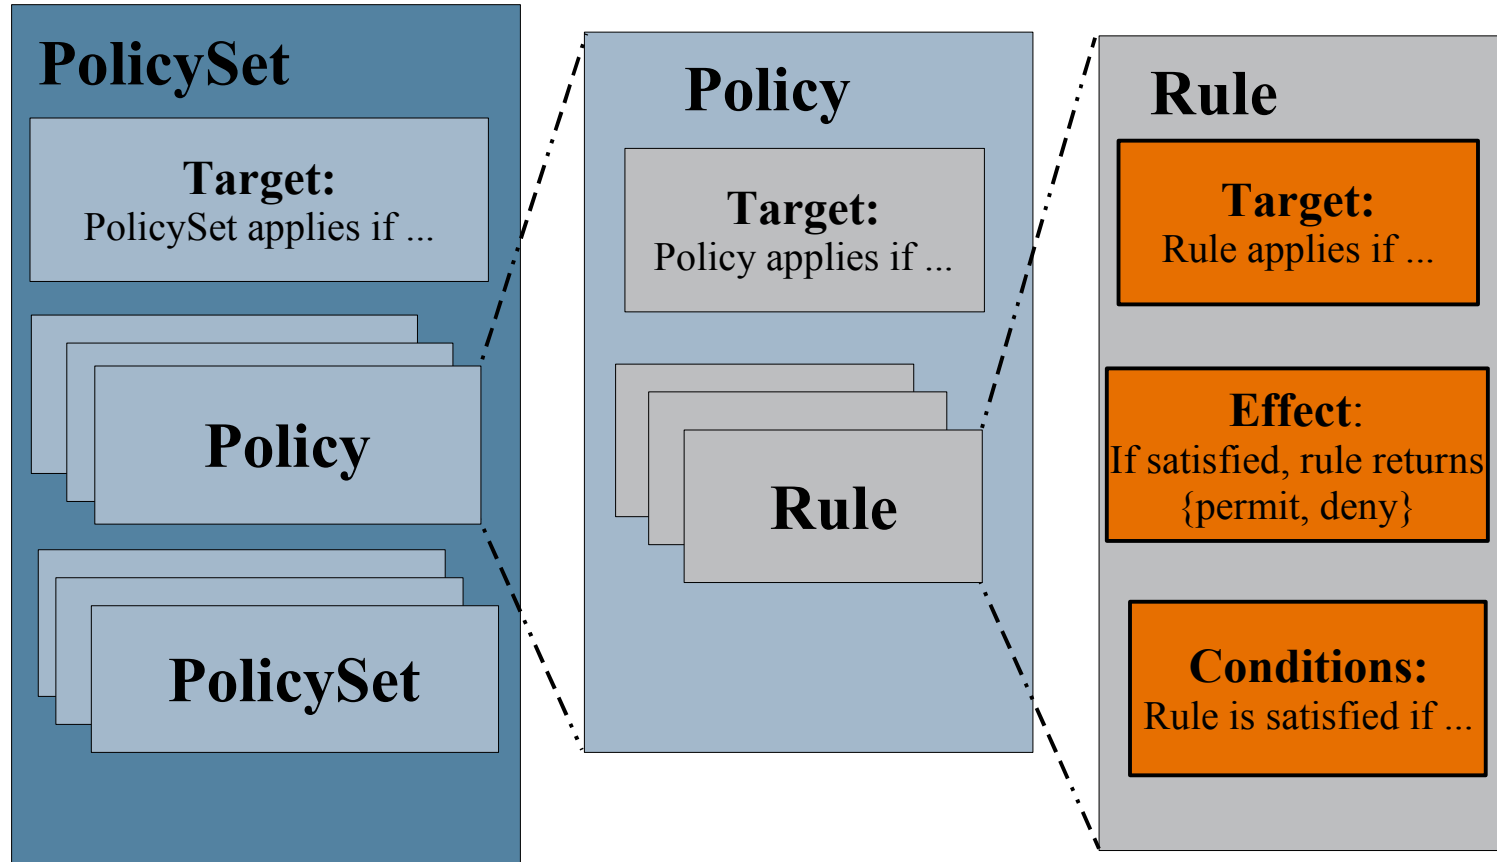 PolicySet
Target:
PolicySet applies if ...
Policy
PolicySet
Policy
Target:
Policy applies if ...
Rule
Rule
Target:
Rule applies if ...
Effect:
If satisfied, rule returns
{permit, deny}
Conditions:
Rule is satisfied if ...